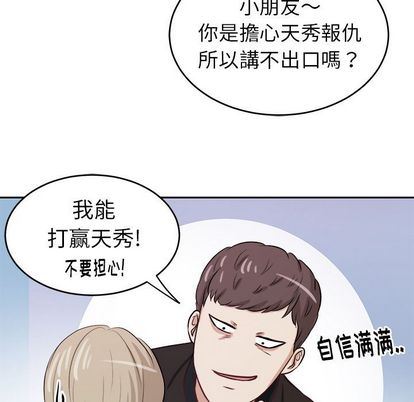 小朋友～
你是擔心天秀報仇
所以講不出口嗎？
我能
打贏天秀!
不要担心!
自信满满..